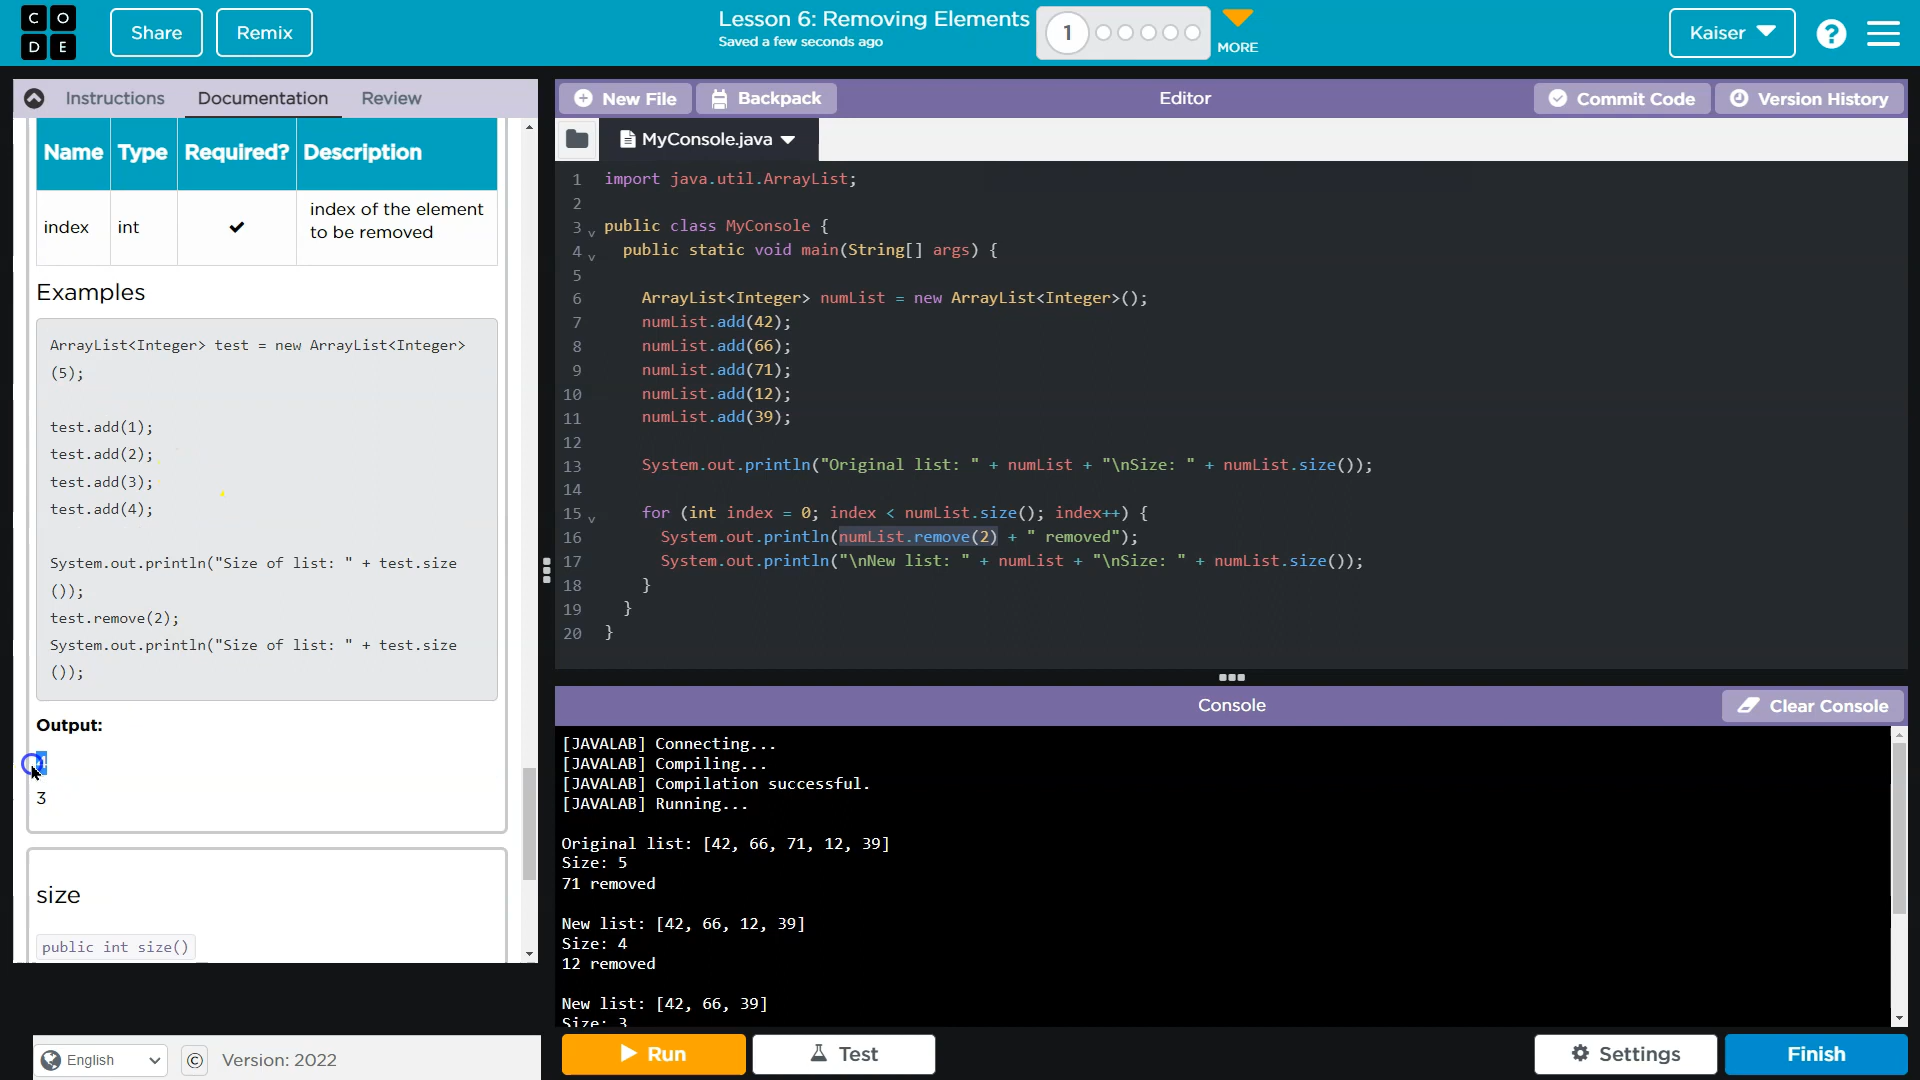 CODE
Share
Remix
Lesson 6: Removing Elements
Saved a few seconds ago
1
MORE
Kaiser
?
Instructions
Documentation
Review
Name Type Required? Description
index int index of the element
to be removed
Examples
ArrayList<Integer> test = new ArrayList<Integer>
(5);
test.add(1);
test.add(2);
test.add(3);
test.add(4);
System.out.println("Size of list: " + test.size
());
test.remove(2);
System.out.println("Size of list: " + test.size
());
Output:
4
3
size
public int size()
English
©
Version: 2022
New File
Backpack
Editor
Commit Code
Version History
MyConsole.java
1 import java.util.ArrayList;
2
3 public class MyConsole {
4 public static void main(String[] args) {
5
6 ArrayList<Integer> numList = new ArrayList<Integer>();
7 numList.add(42);
8 numList.add(66);
9 numList.add(71);
10 numList.add(12);
11 numList.add(39);
12
13 System.out.println("Original list: " + numList + "\nSize: " + numList.size());
14
15 for (int index = 0; index < numList.size(); index++) {
16 System.out.println(numList.remove(2) + " removed");
17 System.out.println("\nNew list: " + numList + "\nSize: " + numList.size());
18 }
19 }
20 }
Console
Clear Console
[JAVALAB] Connecting...
[JAVALAB] Compiling...
[JAVALAB] Compilation successful.
[JAVALAB] Running...
Original list: [42, 66, 71, 12, 39]
Size: 5
71 removed
New list: [42, 66, 12, 39]
Size: 4
12 removed
New list: [42, 66, 39]
Size: 3
Run
Test
Settings
Finish